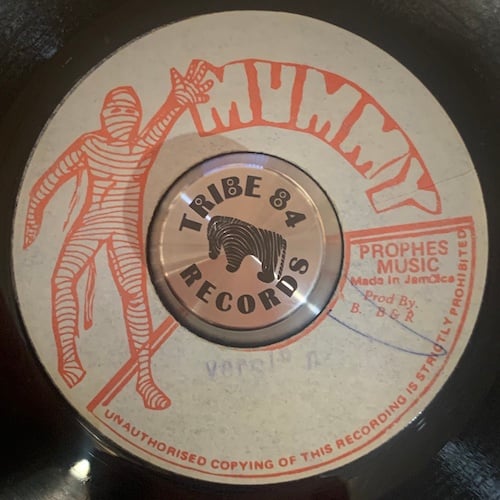 MUMMY
TRIBE 84
RECORDS
PROPHES
MUSIC
Made in Jamaica
Prod By.
B. B & R
UNAUTHORISED COPYING OF THIS RECORDING IS STRICTLY PROHIBITED